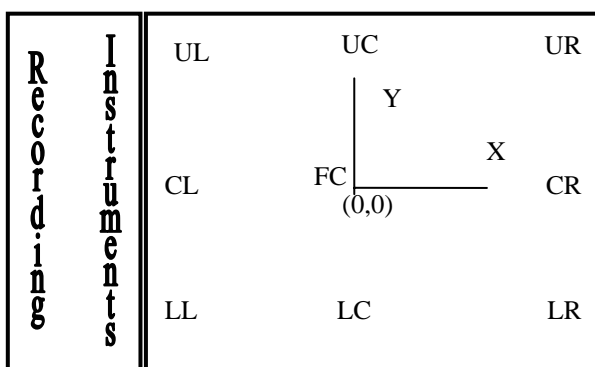 Recording
Instruments
UL UC UR
Y
X
CL FC CR
(0,0)
LL LC LR